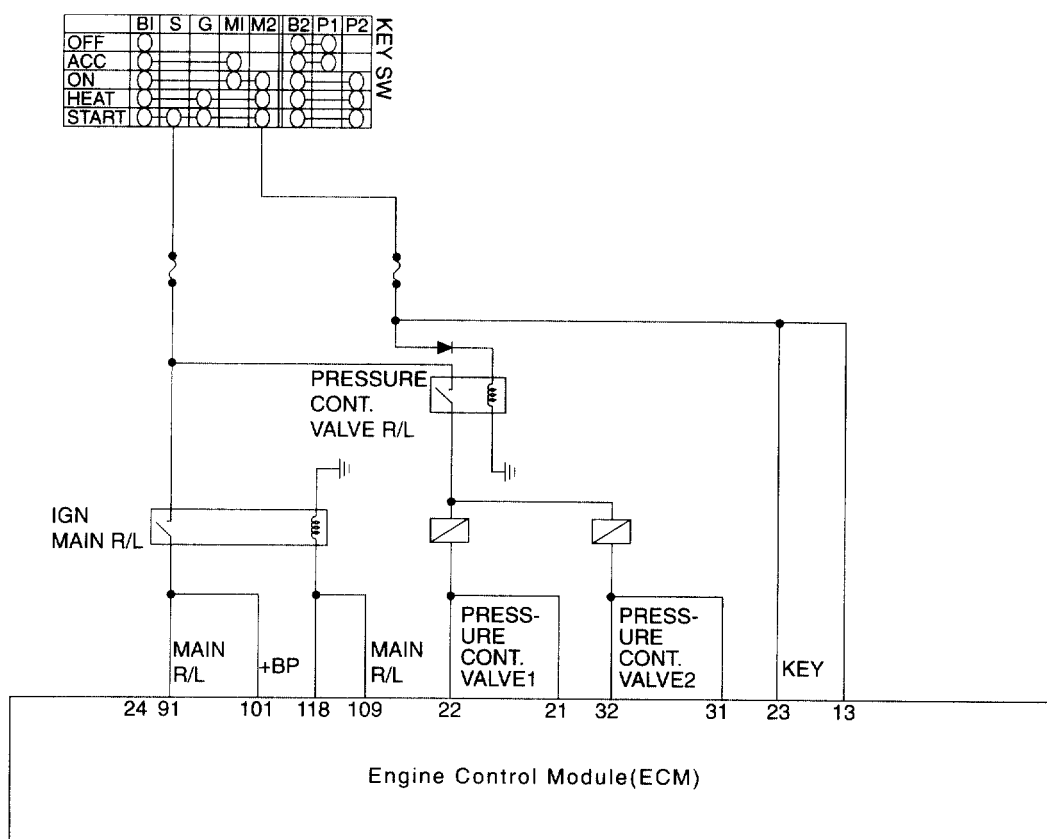 BI S G MI M2 B2 P1 P2
OFF
ACC
ON
HEAT
START
KEY SW
PRESSURE
CONT.
VALVE R/L
IGN
MAIN R/L
MAIN
R/L
+BP
MAIN
R/L
PRESS-
URE
CONT.
VALVE1
PRESS-
URE
CONT.
VALVE2
KEY
24 91 101 118 109 22 21 32 31 23 13
Engine Control Module(ECM)